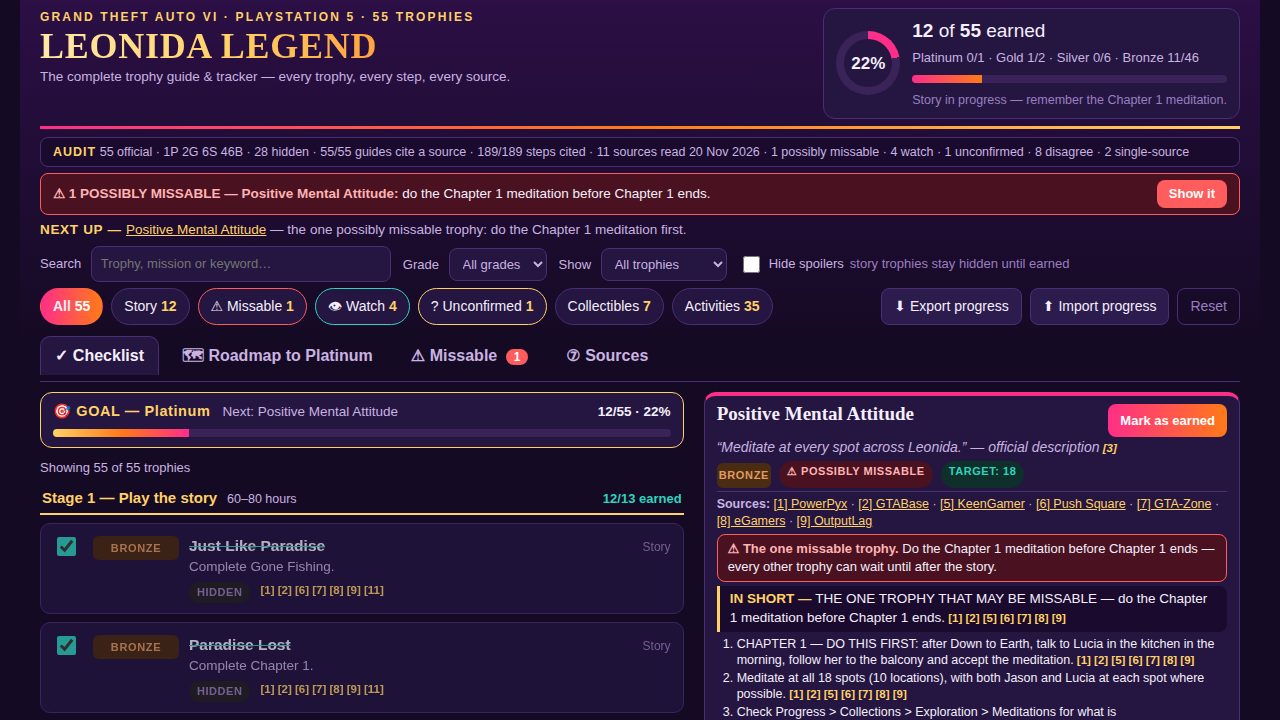 GRAND THEFT AUTO VI · PLAYSTATION 5 · 55 TROPHIES
LEONIDA LEGEND
The complete trophy guide & tracker — every trophy, every step, every source.
22%
12 of 55 earned
Platinum 0/1 · Gold 1/2 · Silver 0/6 · Bronze 11/46
Story in progress — remember the Chapter 1 meditation.
AUDIT 55 official · 1P 2G 6S 46B · 28 hidden · 55/55 guides cite a source · 189/189 steps cited · 11 sources read 20 Nov 2026 · 1 possibly missable · 4 watch · 1 unconfirmed · 8 disagree · 2 single-source
⚠ 1 POSSIBLY MISSABLE — Positive Mental Attitude: do the Chapter 1 meditation before Chapter 1 ends.
Show it
NEXT UP — Positive Mental Attitude — the one possibly missable trophy: do the Chapter 1 meditation first.
Search Trophy, mission or keyword… Grade All grades Show All trophies Hide spoilers story trophies stay hidden until earned
All 55 Story 12 ⚠ Missable 1 👁 Watch 4 ? Unconfirmed 1 Collectibles 7 Activities 35 ⬇ Export progress ⬆ Import progress Reset
✓ Checklist 🗺 Roadmap to Platinum ⚠ Missable 1 ⑦ Sources
🎯 GOAL — Platinum Next: Positive Mental Attitude 12/55 · 22%
Showing 55 of 55 trophies
Stage 1 — Play the story 60–80 hours 12/13 earned
BRONZE Just Like Paradise Story
Complete Gone Fishing.
HIDDEN [1] [2] [6] [7] [8] [9] [11]
BRONZE Paradise Lost Story
Complete Chapter 1.
HIDDEN [1] [2] [6] [7] [8] [9] [11]
Positive Mental Attitude
Mark as earned
“Meditate at every spot across Leonida.” — official description [3]
BRONZE ⚠ POSSIBLY MISSABLE TARGET: 18
Sources: [1] PowerPyx · [2] GTABase · [5] KeenGamer · [6] Push Square · [7] GTA-Zone ·
[8] eGamers · [9] OutputLag
⚠ The one missable trophy. Do the Chapter 1 meditation before Chapter 1 ends —
every other trophy can wait until after the story.
IN SHORT — THE ONE TROPHY THAT MAY BE MISSABLE — do the Chapter
1 meditation before Chapter 1 ends. [1] [2] [5] [6] [7] [8] [9]
1. CHAPTER 1 — DO THIS FIRST: after Down to Earth, talk to Lucia in the kitchen in the
morning, follow her to the balcony and accept the meditation. [1] [2] [5] [6] [7] [8] [9]
2. Meditate at all 18 spots (10 locations), with both Jason and Lucia at each spot where
possible. [1] [2] [5] [6] [7] [8] [9]
3. Check Progress > Collections > Exploration > Meditations for what is